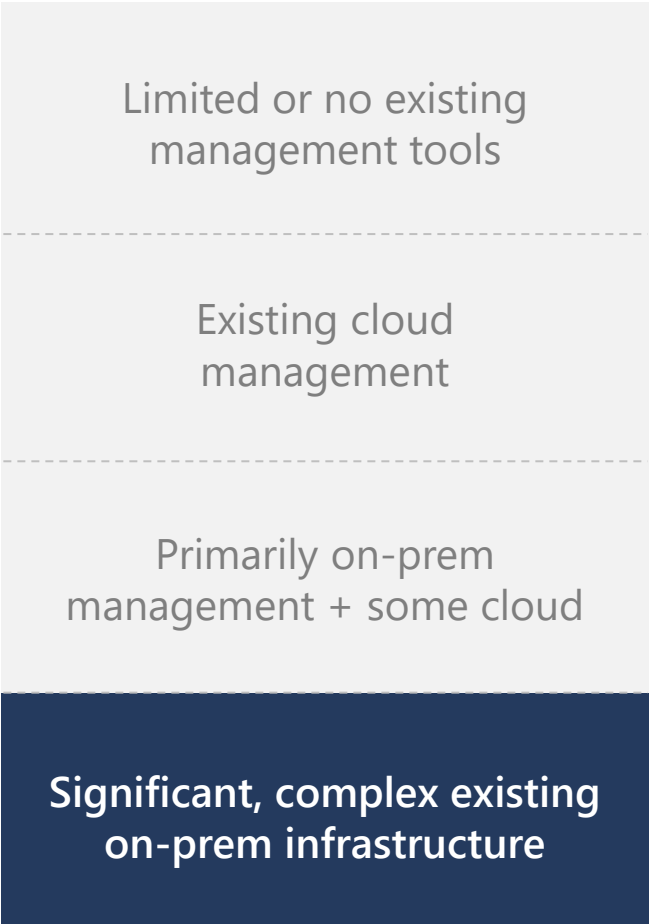 Limited or no existing
management tools
Existing cloud
management
Primarily on-prem
management + some cloud
Significant, complex existing
on-prem infrastructure